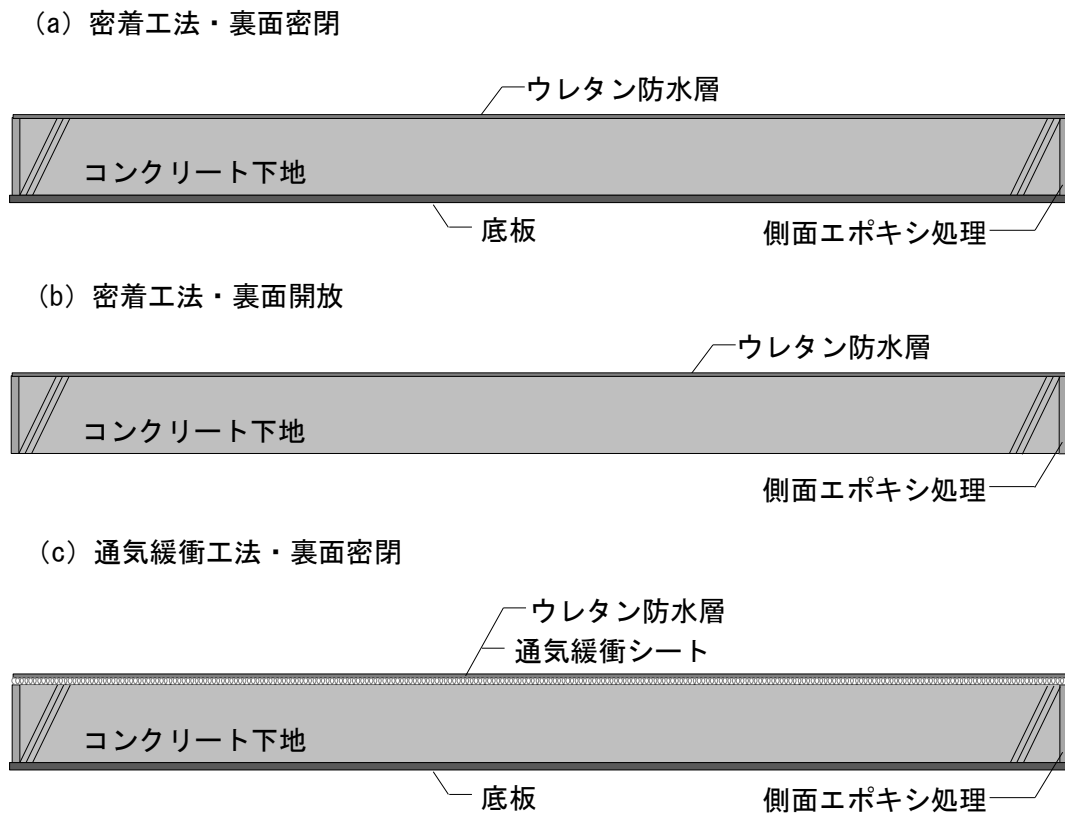 (a) 密着工法・裏面密閉
ウレタン防水層
コンクリート下地
底板
側面エポキシ処理
(b) 密着工法・裏面開放
ウレタン防水層
コンクリート下地
側面エポキシ処理
(c) 通気緩衝工法・裏面密閉
ウレタン防水層
通気緩衝シート
コンクリート下地
底板
側面エポキシ処理